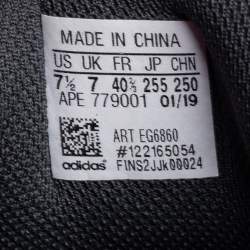 MADE IN CHINA
US UK FR JP CHN
7½ 7 40⅔ 255 250
APE 779001 01/19
ART EG6860
#122165054
adidas® FINS2JJk00024